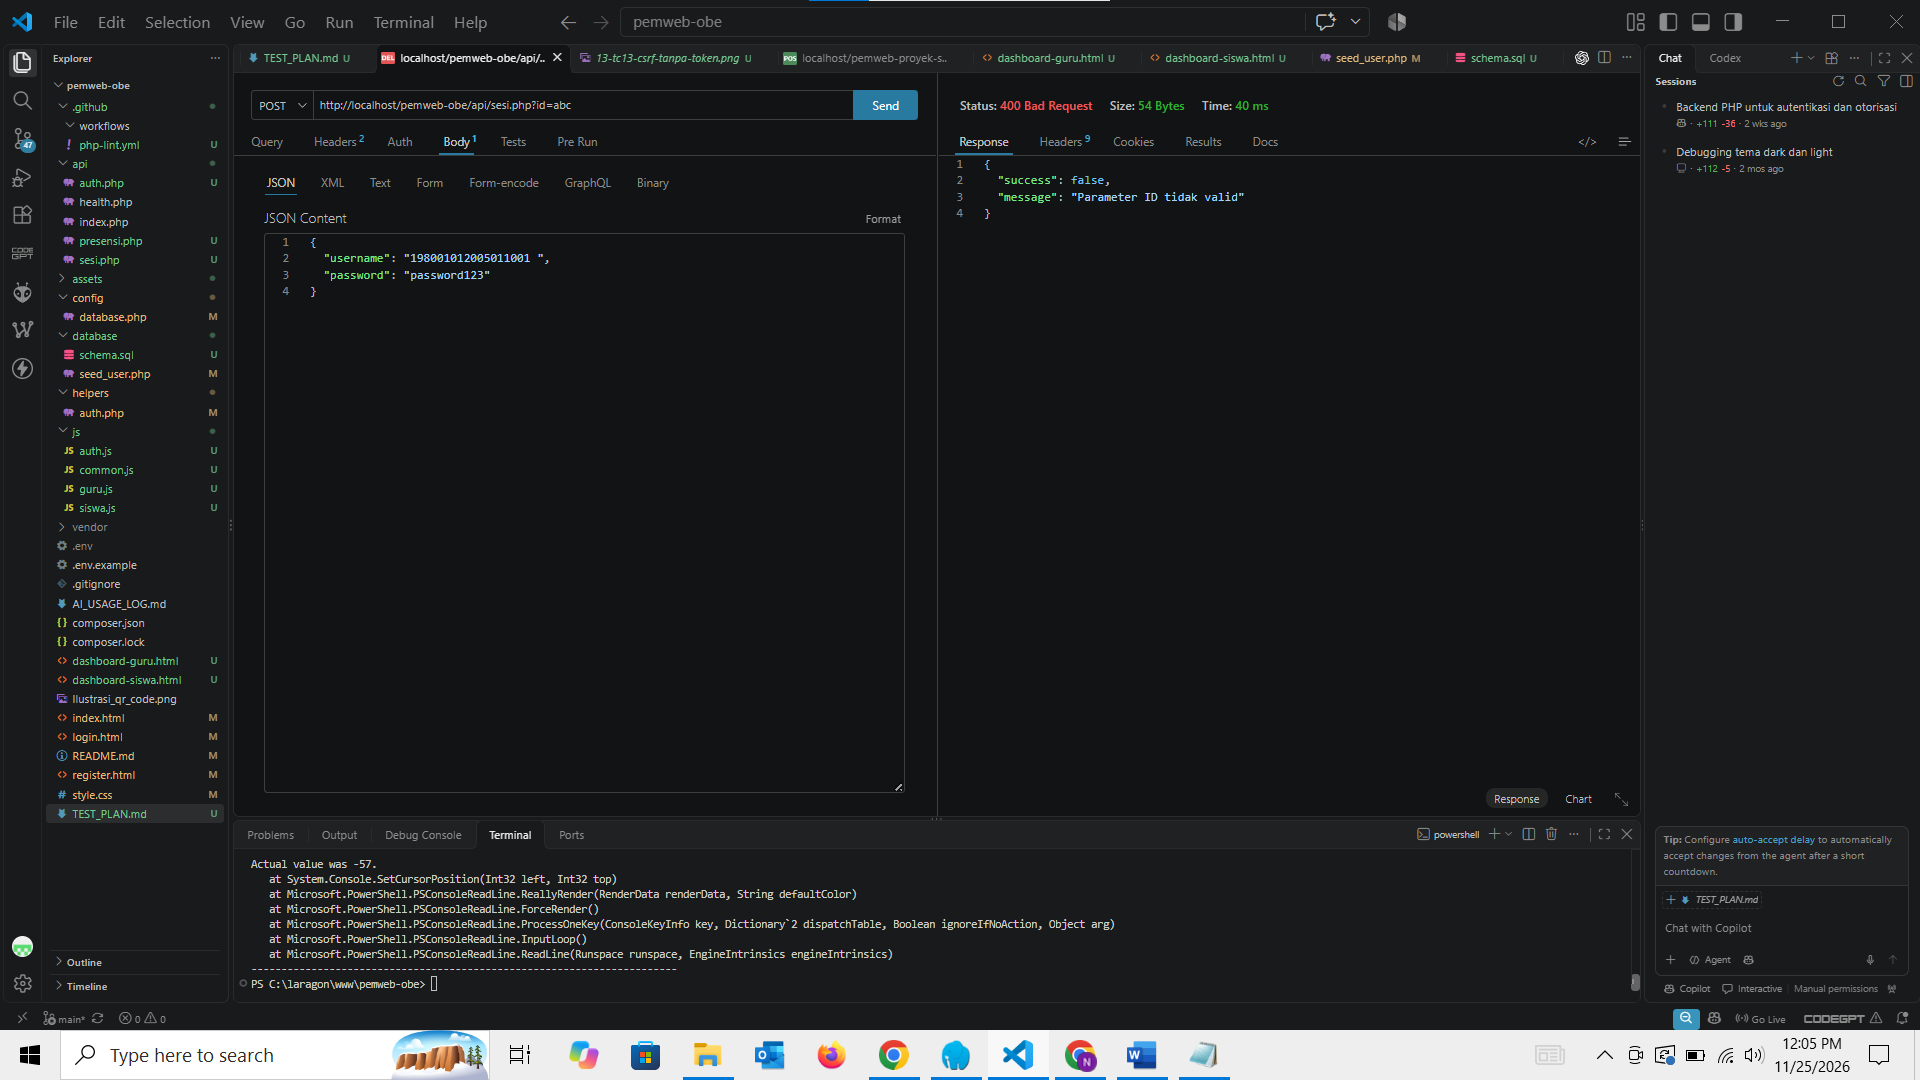 File Edit Selection View Go Run Terminal Help
pemweb-obe
Explorer
pemweb-obe
.github
workflows
php-lint.yml U
api
auth.php U
health.php
index.php
presensi.php U
sesi.php U
assets
config
database.php M
database
schema.sql U
seed_user.php M
helpers
auth.php M
js
auth.js U
common.js U
guru.js U
siswa.js U
vendor
.env
.env.example
.gitignore
AI_USAGE_LOG.md
composer.json
composer.lock
dashboard-guru.html U
dashboard-siswa.html U
Ilustrasi_qr_code.png
index.html M
login.html M
README.md M
register.html M
style.css M
TEST_PLAN.md U
Outline
Timeline
47
TEST_PLAN.md U
DEL localhost/pemweb-obe/api/..
13-tc13-csrf-tanpa-token.png U
POS localhost/pemweb-proyek-s..
dashboard-guru.html U
dashboard-siswa.html U
seed_user.php M
schema.sql U
POST http://localhost/pemweb-obe/api/sesi.php?id=abc Send
Query Headers 2 Auth Body 1 Tests Pre Run
JSON XML Text Form Form-encode GraphQL Binary
JSON Content Format
1 {
2 "username": "198001012005011001 ",
3 "password": "password123"
4 }
Status: 400 Bad Request Size: 54 Bytes Time: 40 ms
Response Headers 9 Cookies Results Docs
1 {
2 "success": false,
3 "message": "Parameter ID tidak valid"
4 }
Response Chart
Problems Output Debug Console Terminal Ports
powershell
Actual value was -57.
at System.Console.SetCursorPosition(Int32 left, Int32 top)
at Microsoft.PowerShell.PSConsoleReadLine.ReallyRender(RenderData renderData, String defaultColor)
at Microsoft.PowerShell.PSConsoleReadLine.ForceRender()
at Microsoft.PowerShell.PSConsoleReadLine.ProcessOneKey(ConsoleKeyInfo key, Dictionary`2 dispatchTable, Boolean ignoreIfNoAction, Object arg)
at Microsoft.PowerShell.PSConsoleReadLine.InputLoop()
at Microsoft.PowerShell.PSConsoleReadLine.ReadLine(Runspace runspace, EngineIntrinsics engineIntrinsics)
-----------------------------------------------------------------------
PS C:\laragon\www\pemweb-obe>
Chat Codex
Sessions
Backend PHP untuk autentikasi dan otorisasi
· +111 -36 · 2 wks ago
Debugging tema dark dan light
· +112 -5 · 2 mos ago
Tip: Configure auto-accept delay to automatically
accept changes from the agent after a short
countdown.
TEST_PLAN.md
Chat with Copilot
Agent
Copilot Interactive Manual permissions
main* 0 0 Go Live CODEGPT
Type here to search
12:05 PM
11/25/2026